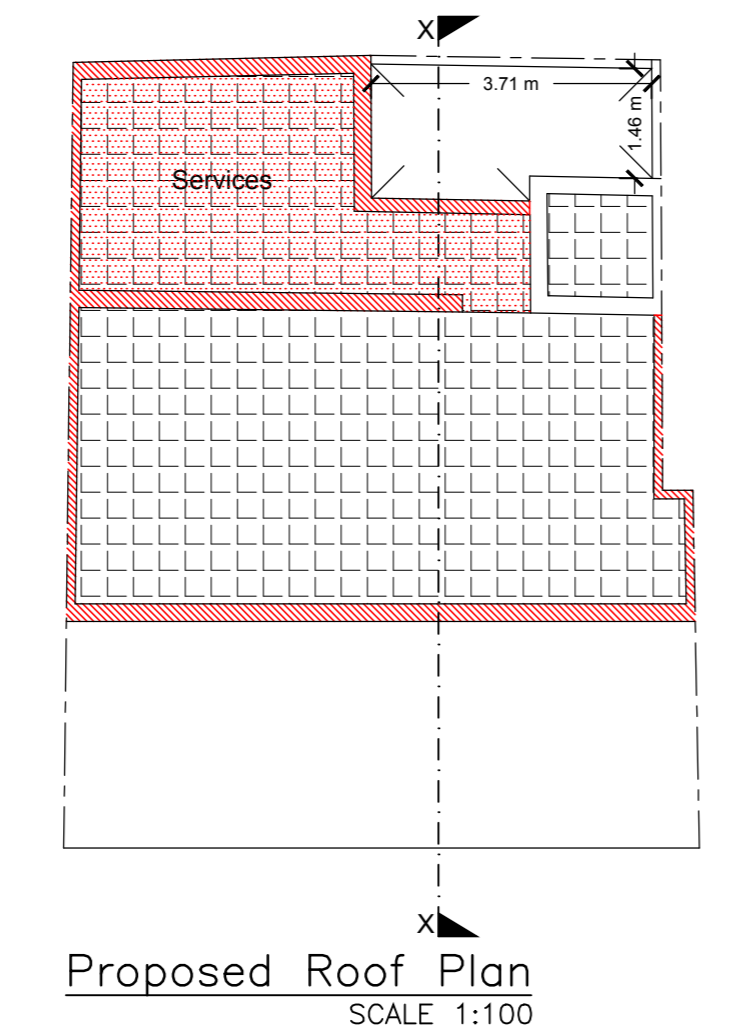 X
3.71 m
1.46 m
Services
X
Proposed Roof Plan
SCALE 1:100